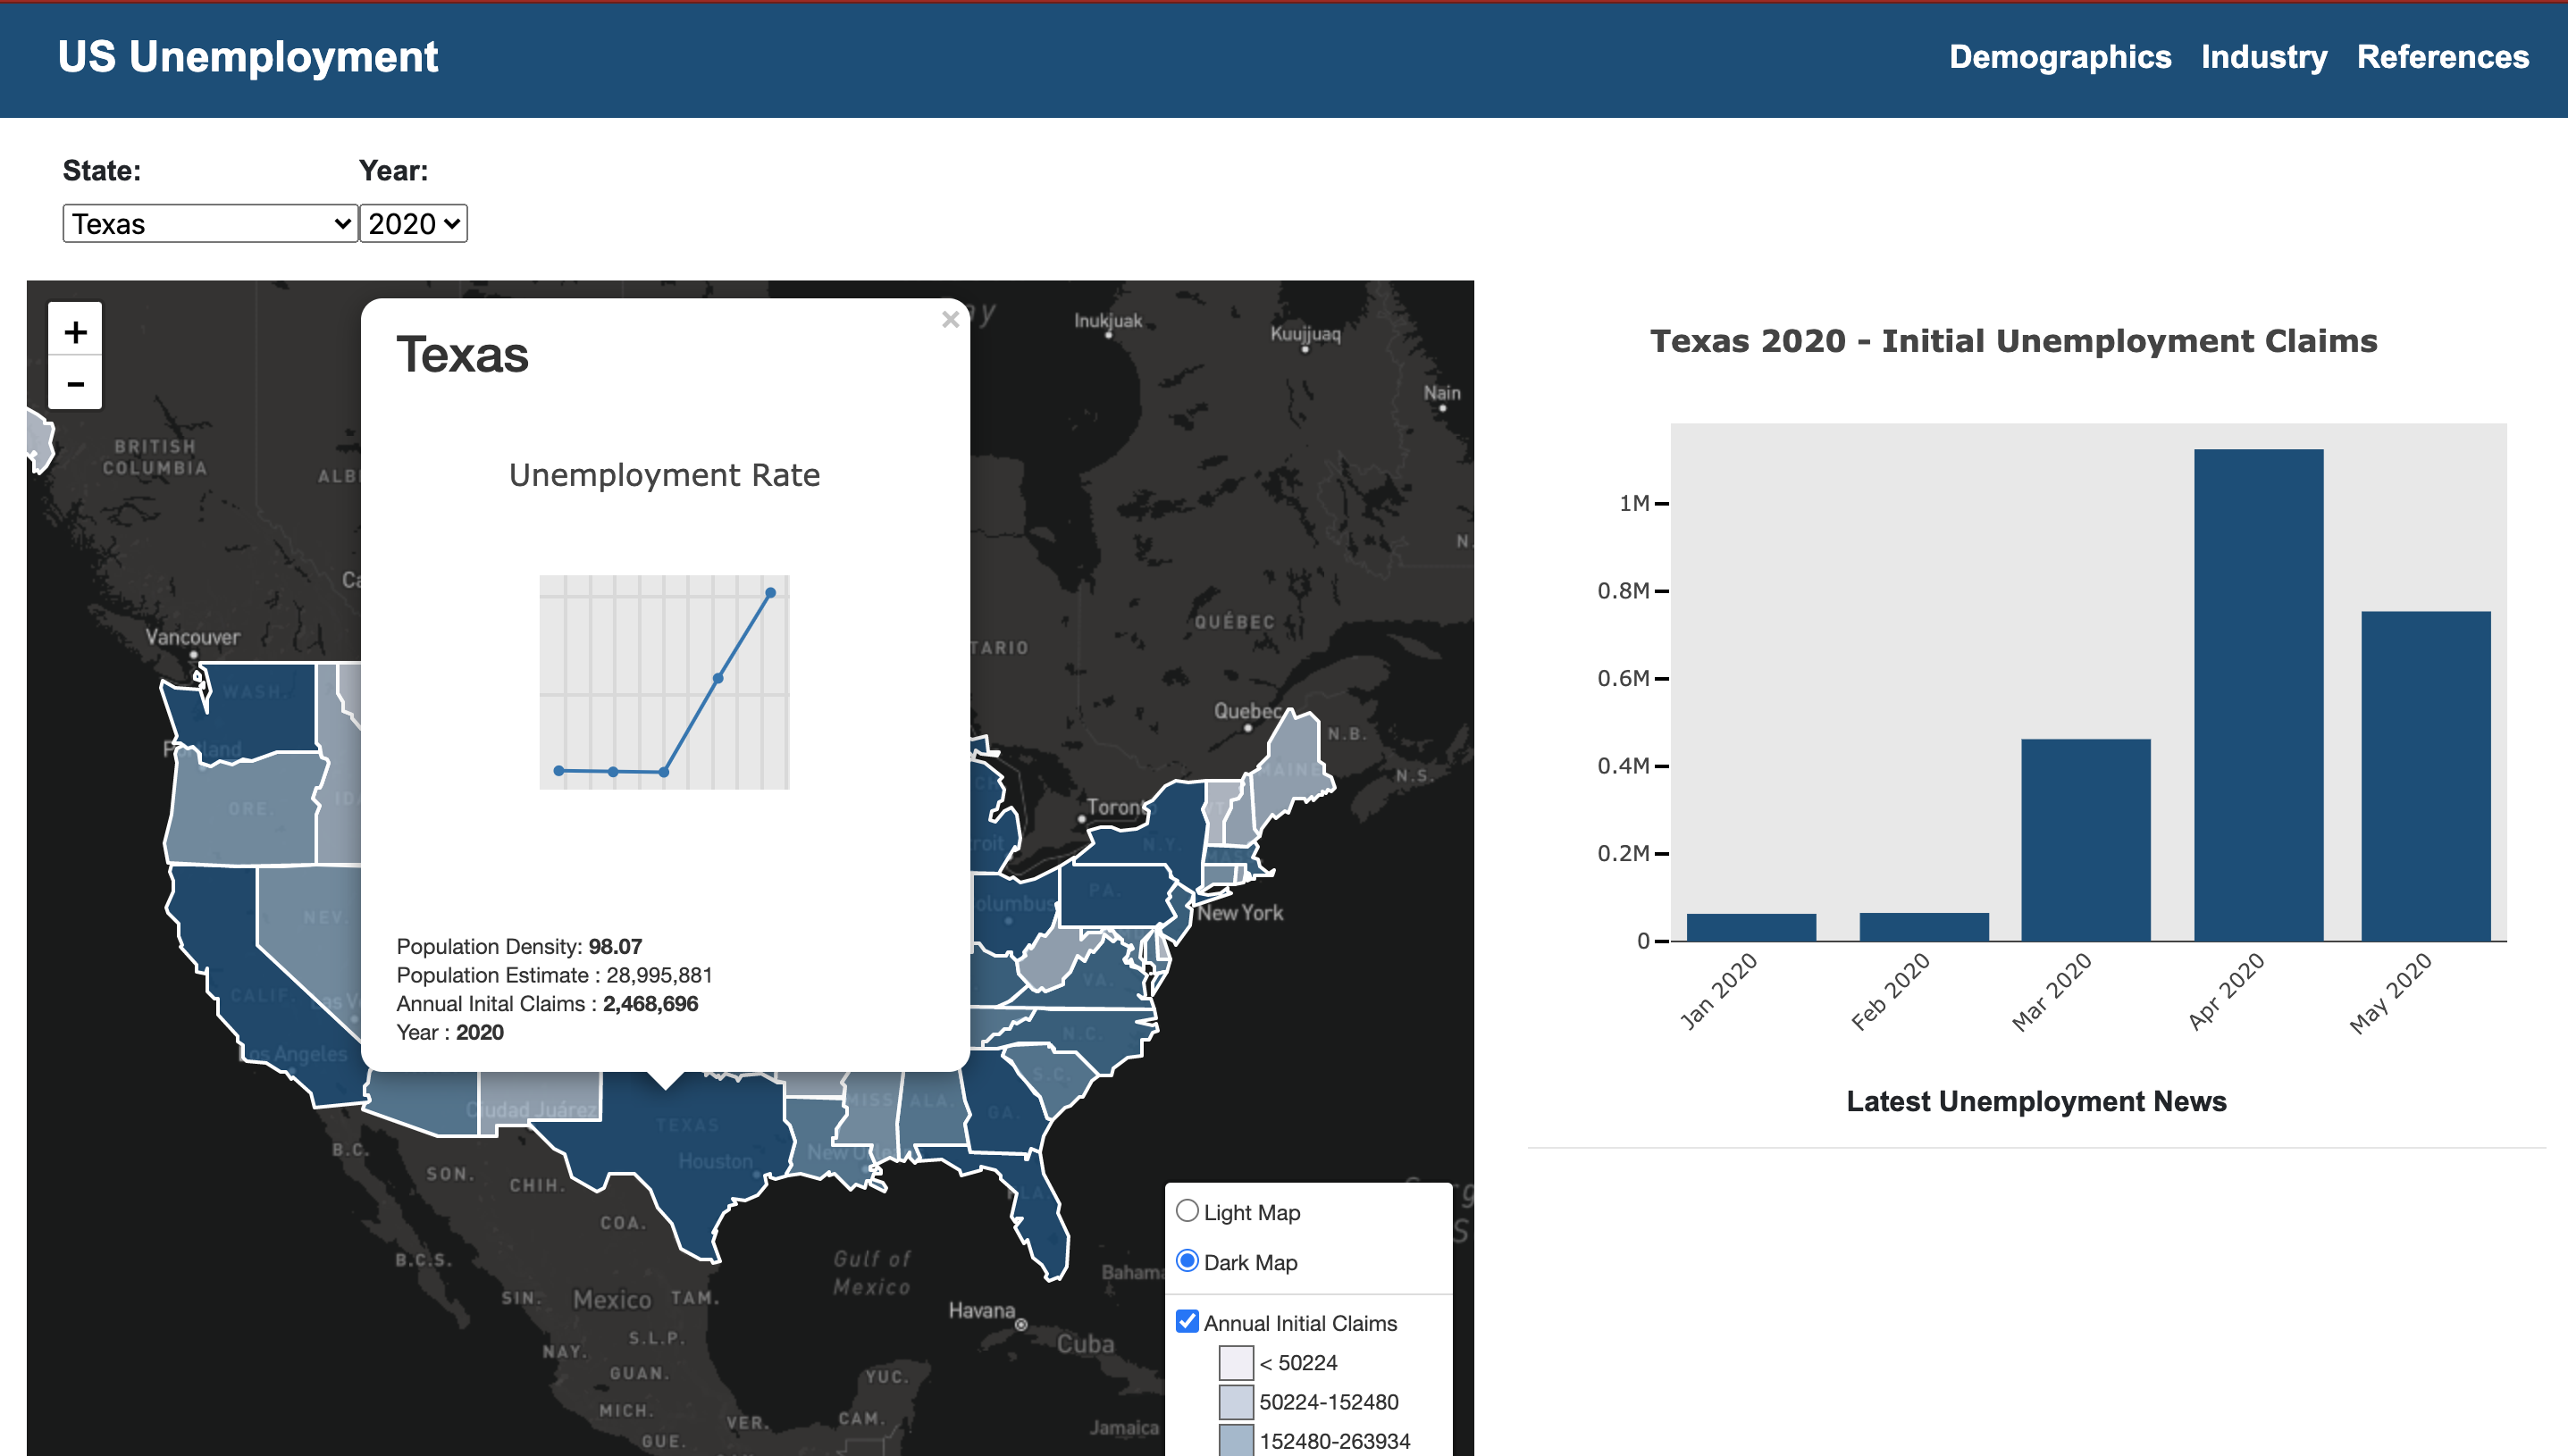 US Unemployment
Demographics Industry References
State:
Year:
Texas
2020
+
−
Texas
×
Unemployment Rate
Population Density: 98.07
Population Estimate : 28,995,881
Annual Inital Claims : 2,468,696
Year : 2020
Inukjuak
Kuujjuaq
Nain
BRITISH
COLUMBIA
Vancouver
QUÉBEC
Quebec
N.B.
MAINE
N.S.
WASH.
Portland
ORE.
Toronto
N.Y.
PA.
New York
NEV.
CALIF.
Los Angeles
VA.
N.C.
S.C.
GA.
MISS
ALA.
Ciudad Juárez
TEXAS
Houston
B.C.
SON.
CHIH.
COA.
B.C.S.
Gulf of
Mexico
SIN.
Mexico
TAM.
Havana
S.L.P.
NAY.
Cuba
GUAN.
YUC.
MICH.
VER.
CAM.
GUE.
Jamaica
Light Map
Dark Map
Annual Initial Claims
< 50224
50224-152480
152480-263934
Texas 2020 - Initial Unemployment Claims
1M
0.8M
0.6M
0.4M
0.2M
0
Jan 2020
Feb 2020
Mar 2020
Apr 2020
May 2020
Latest Unemployment News